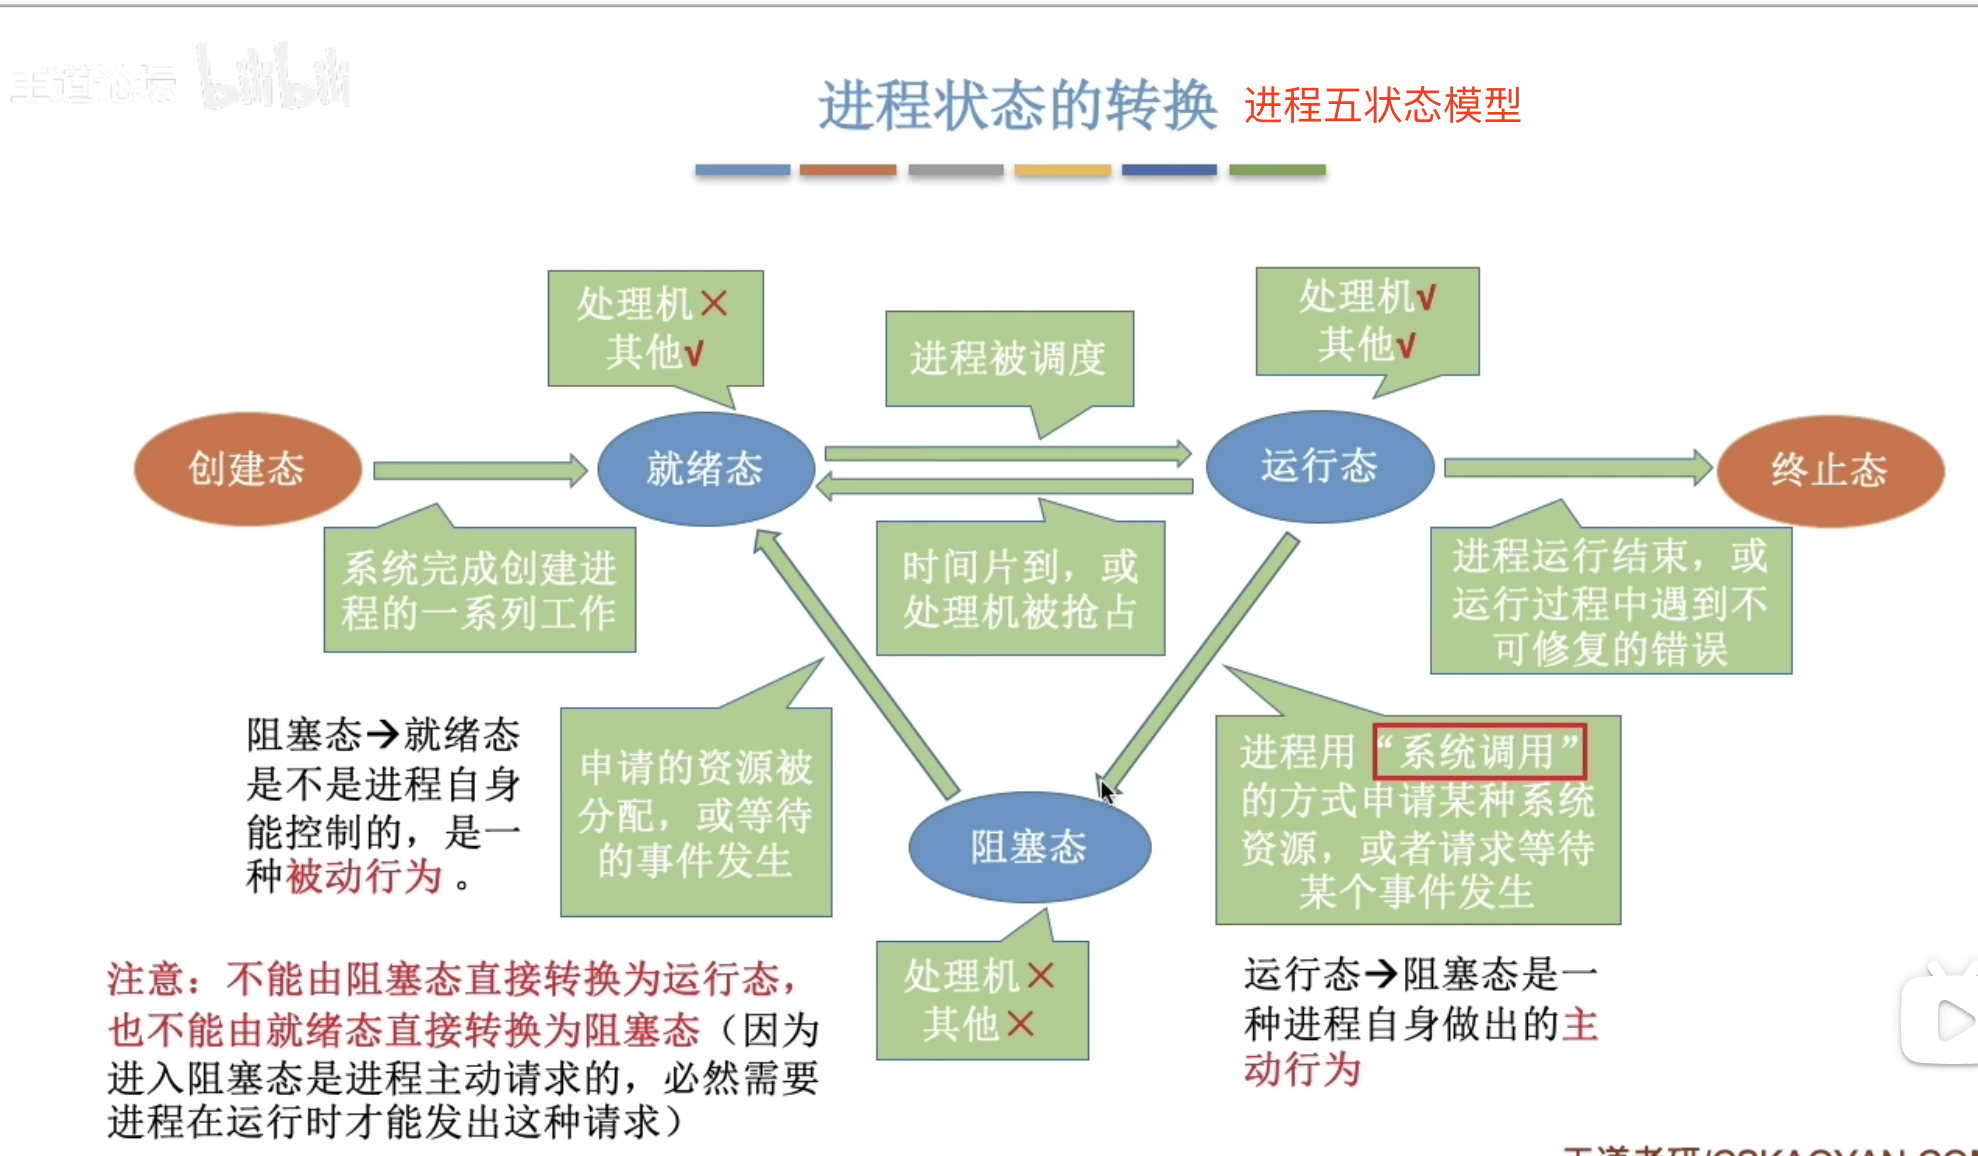 王道论坛 bilibili
进程状态的转换 进程五状态模型
处理机×
其他√
进程被调度
处理机√
其他√
创建态
就绪态
运行态
终止态
系统完成创建进
程的一系列工作
时间片到，或
处理机被抢占
进程运行结束，或
运行过程中遇到不
可修复的错误
阻塞态→就绪态
是不是进程自身
能控制的，是一
种被动行为。
申请的资源被
分配，或等待
的事件发生
进程用“系统调用”
的方式申请某种系统
资源，或者请求等待
某个事件发生
阻塞态
处理机×
其他×
注意：不能由阻塞态直接转换为运行态，
也不能由就绪态直接转换为阻塞态（因为
进入阻塞态是进程主动请求的，必然需要
进程在运行时才能发出这种请求）
运行态→阻塞态是一
种进程自身做出的主
动行为
王道考研/CSKAOYAN.COM